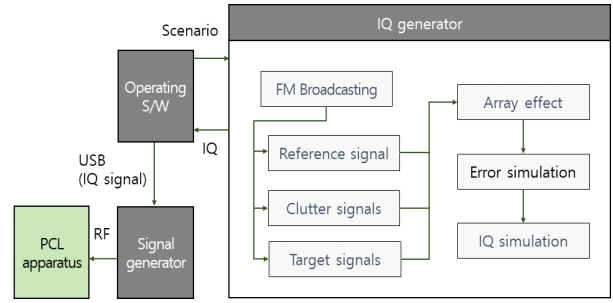 Scenario
IQ generator
Operating
S/W
FM Broadcasting
Array effect
IQ
Reference signal
Error simulation
USB
(IQ signal)
Clutter signals
PCL
apparatus
RF
Signal
generator
IQ simulation
Target signals